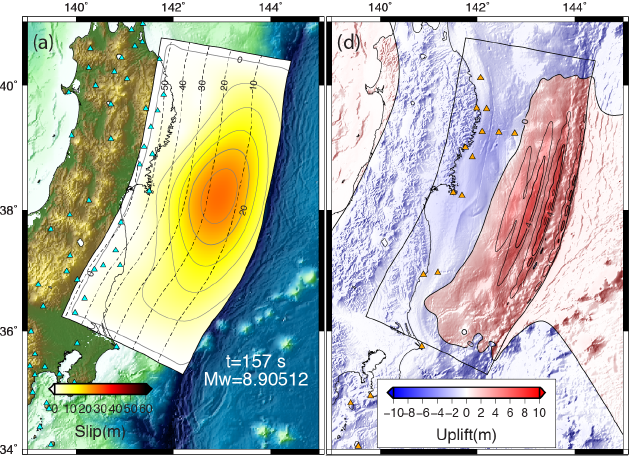 140° 142° 144° 140° 142° 144°
(a) (d)
0
50 40 30 20 10
40°
20
38°
0
36°
t=157 s
Mw=8.90512
0 10 20 30 40 50 60
Slip(m)
34°
−10−8−6−4−2 0 2 4 6 8 10
Uplift(m)